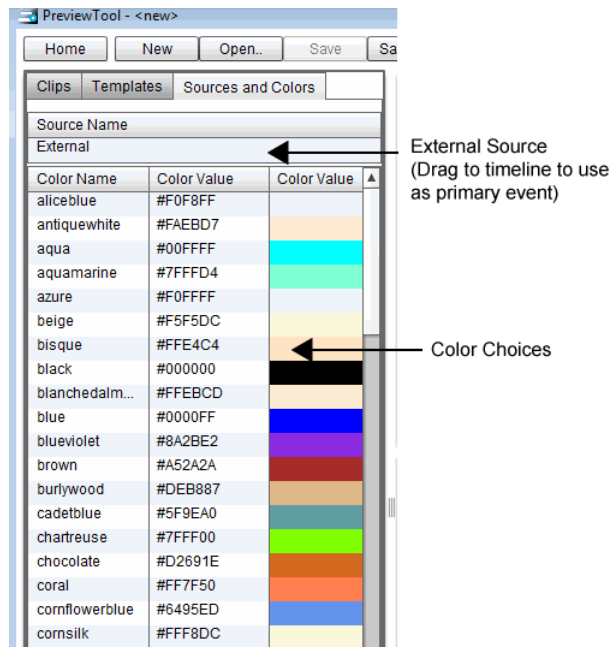 PreviewTool - <new>
Home New Open.. Save Sa
Clips Templates Sources and Colors
Source Name
External
External Source
(Drag to timeline to use
as primary event)
Color Name Color Value Color Value
aliceblue #F0F8FF
antiquewhite #FAEBD7
aqua #00FFFF
aquamarine #7FFFD4
azure #F0FFFF
beige #F5F5DC
bisque #FFE4C4
Color Choices
black #000000
blanchedalm... #FFEBCD
blue #0000FF
blueviolet #8A2BE2
brown #A52A2A
burlywood #DEB887
cadetblue #5F9EA0
chartreuse #7FFF00
chocolate #D2691E
coral #FF7F50
cornflowerblue #6495ED
cornsilk #FFF8DC